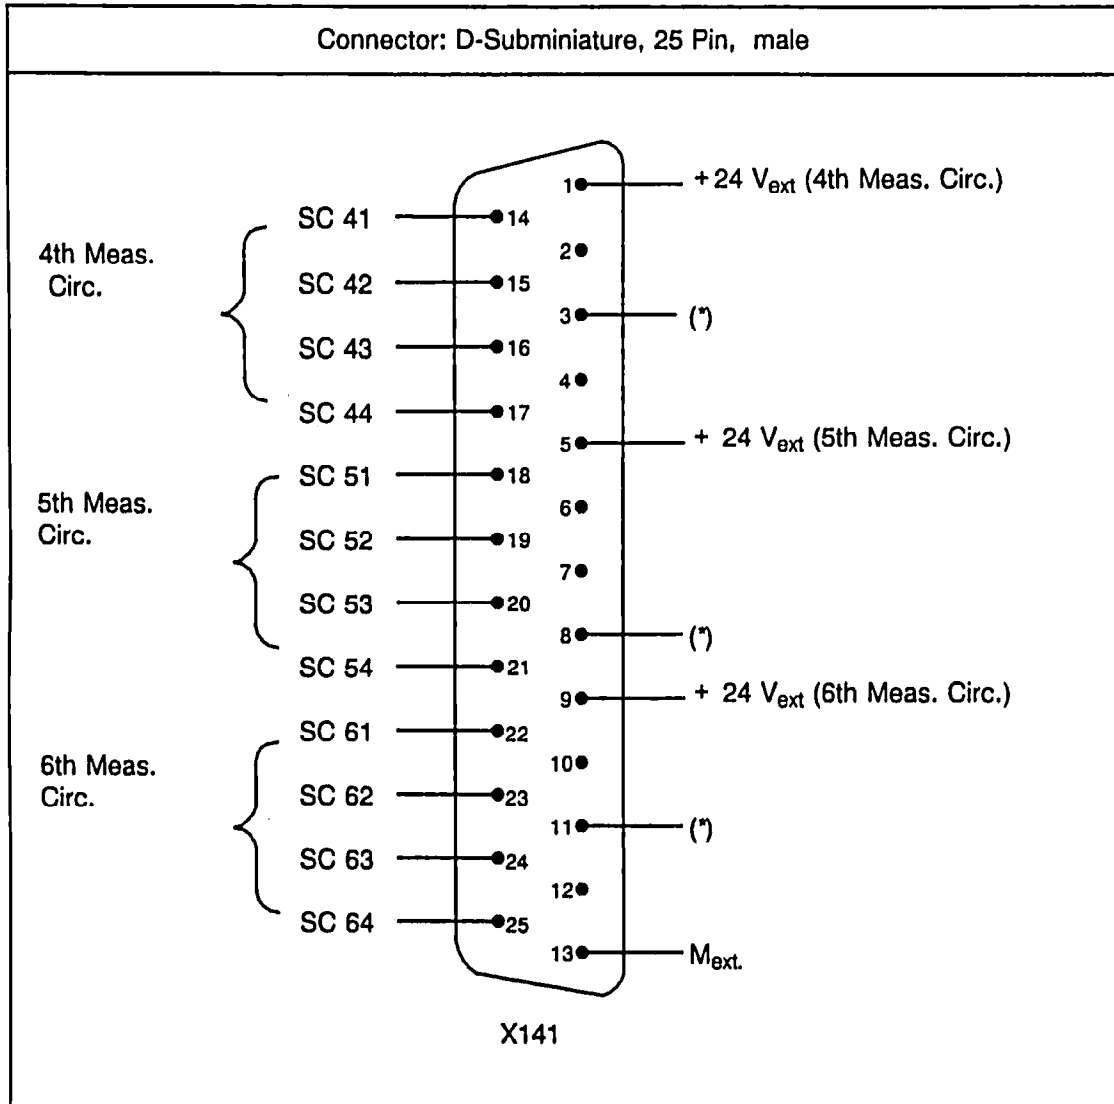 Connector: D-Subminiature, 25 Pin, male
4th Meas.
Circ.
SC 41
SC 42
SC 43
SC 44
5th Meas.
Circ.
SC 51
SC 52
SC 53
SC 54
6th Meas.
Circ.
SC 61
SC 62
SC 63
SC 64
14
15
16
17
18
19
20
21
22
23
24
25
1 + 24 Vext (4th Meas. Circ.)
2
3 (*)
4
5 + 24 Vext (5th Meas. Circ.)
6
7
8 (*)
9 + 24 Vext (6th Meas. Circ.)
10
11 (*)
12
13 Mext.
X141